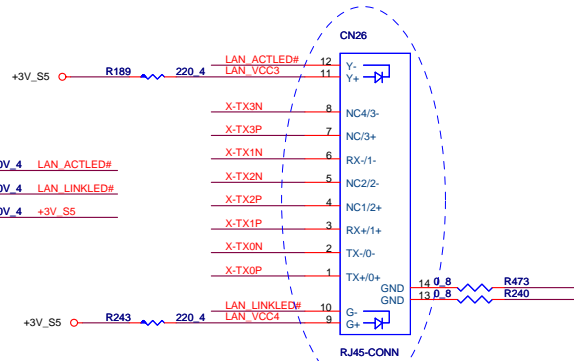 CN26
LAN_ACTLED# 12 Y-
+3V_S5 R189 220_4 LAN_VCC3 11 Y+
X-TX3N 8 NC4/3-
X-TX3P 7 NC/3+
X-TX1N 6 RX-/1-
0V_4 LAN_ACTLED#
X-TX2N 5 NC2/2-
0V_4 LAN_LINKLED#
X-TX2P 4 NC1/2+
0V_4 +3V_S5
X-TX1P 3 RX+/1+
X-TX0N 2 TX-/0-
X-TX0P 1 TX+/0+
GND 14 0_8 R473
GND 13 0_8 R240
LAN_LINKLED# 10 G-
+3V_S5 R243 220_4 LAN_VCC4 9 G+
RJ45-CONN